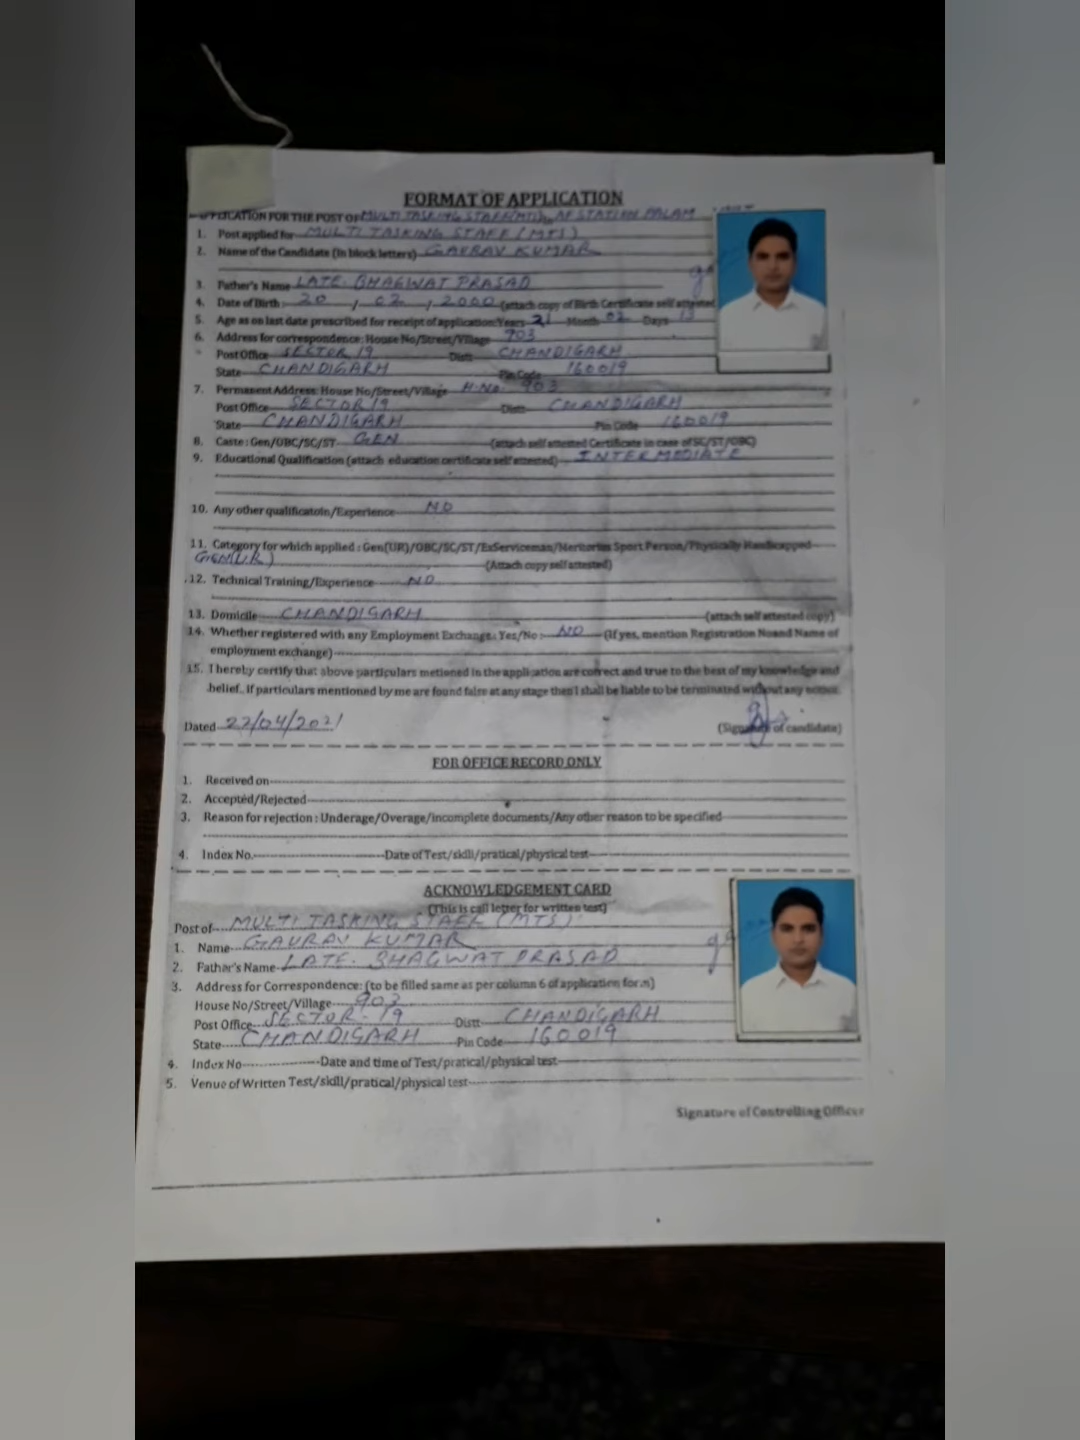 FORMAT OF APPLICATION
APPLICATION FOR THE POST OF MULTI TASKING STAFF (MTS), AF STATION PALAM
1. Post applied for MULTI TASKING STAFF (MTS)
2. Name of the Candidate (in block letters) GAURAV KUMAR
3. Father's Name LATE. BHAGWAT PRASAD
4. Date of Birth:- 20 / 02 / 2000 (attach copy of Birth Certificate self attested
5. Age as on last date prescribed for receipt of application: Years 21 Month 02 Days 13
6. Address for correspondence: House No/Street/Village 903
Post Office SECTOR 19 Distt CHANDIGARH
State CHANDIGARH Pin Code 160019
7. Permanent Address: House No/Street/Village H.No. 903
Post Office SECTOR 19 Distt CHANDIGARH
State CHANDIGARH Pin Code 160019
8. Caste : Gen/OBC/SC/ST GEN (attach self attested Certificate in case of SC/ST/OBC)
9. Educational Qualification (attach education certificate self attested) INTERMEDIATE
10. Any other qualificatoin/Experience NO
11. Category for which applied : Gen(UR)/OBC/SC/ST/ExServiceman/Meritorius Sport Person/Physically Handicapped
GEN(UR) (Attach copy self attested)
12. Technical Training/Experience NO
13. Domicile CHANDIGARH (attach self attested copy)
14. Whether registered with any Employment Exchange: Yes/No :- NO (If yes, mention Registration No and Name of
employment exchange)
15. I hereby certify that above particulars metioned in the application are correct and true to the best of my knowledge and
belief. If particulars mentioned by me are found false at any stage then I shall be liable to be terminated without any notice.
Dated 22/04/2021 (Signature of candidate)
FOR OFFICE RECORD ONLY
1. Received on
2. Accepted/Rejected
3. Reason for rejection : Underage/Overage/incomplete documents/Any other reason to be specified
4. Index No. Date of Test/skill/pratical/physical test
ACKNOWLEDGEMENT CARD
(This is call letter for written test)
Post of MULTI TASKING STAFF (MTS)
1. Name GAURAV KUMAR
2. Father's Name LATE. BHAGWAT PRASAD
3. Address for Correspondence: (to be filled same as per column 6 of application form)
House No/Street/Village 903
Post Office SECTOR - 19 Distt CHANDIGARH
State CHANDIGARH Pin Code 160019
4. Index No Date and time of Test/pratical/physical test
5. Venue of Written Test/skill/pratical/physical test
Signature of Controlling Officer